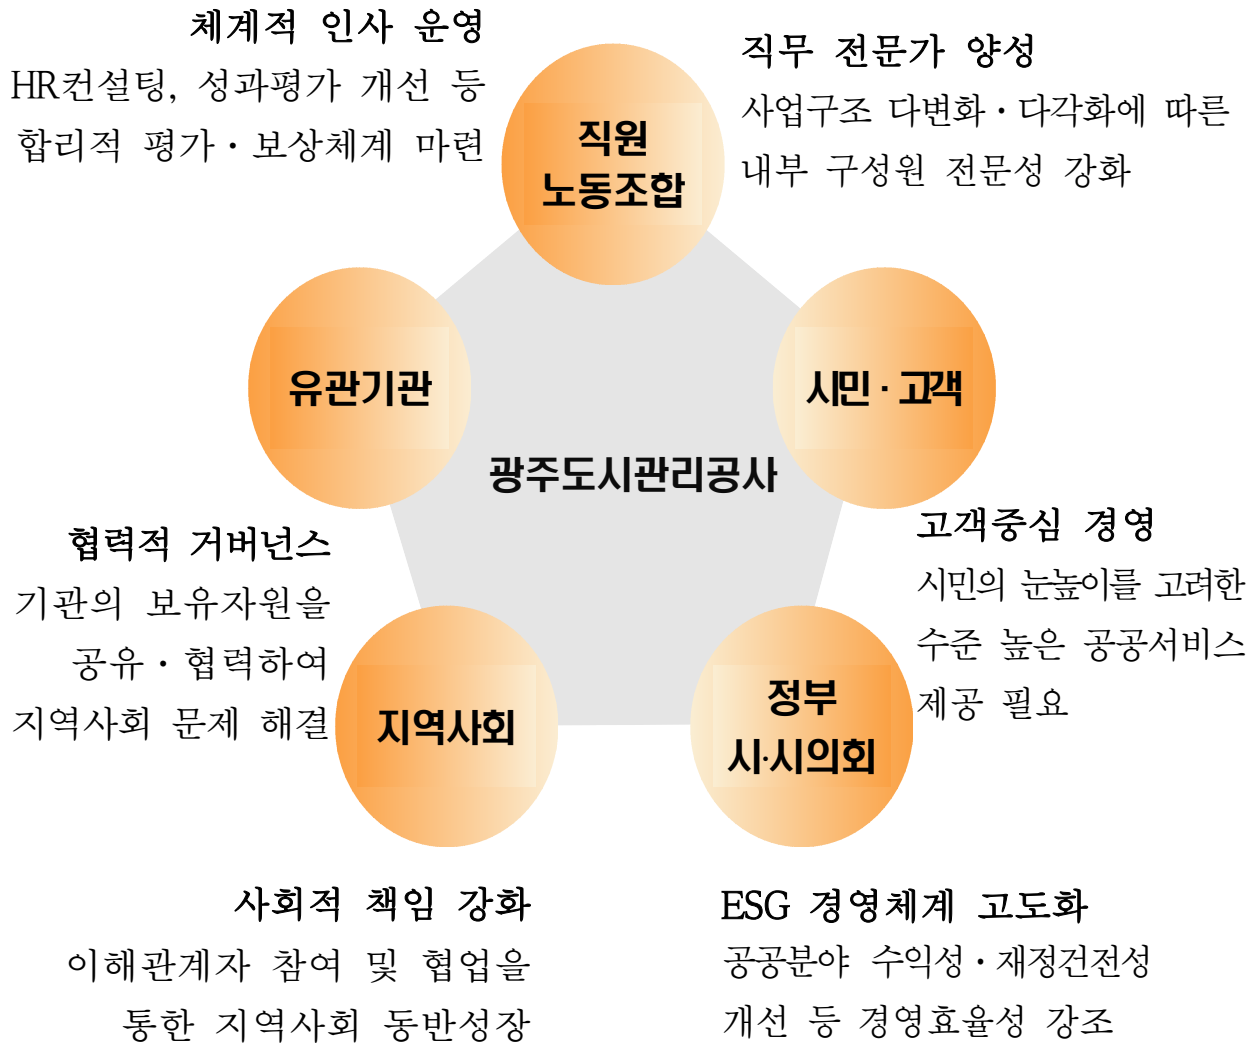 체계적 인사 운영
HR컨설팅, 성과평가 개선 등
합리적 평가·보상체계 마련
직무 전문가 양성
사업구조 다변화·다각화에 따른
내부 구성원 전문성 강화
직원
노동조합
유관기관
시민·고객
광주도시관리공사
협력적 거버넌스
기관의 보유자원을
공유·협력하여
지역사회 문제 해결
고객중심 경영
시민의 눈높이를 고려한
수준 높은 공공서비스
제공 필요
지역사회
정부
시·시의회
사회적 책임 강화
이해관계자 참여 및 협업을
통한 지역사회 동반성장
ESG 경영체계 고도화
공공분야 수익성·재정건전성
개선 등 경영효율성 강조